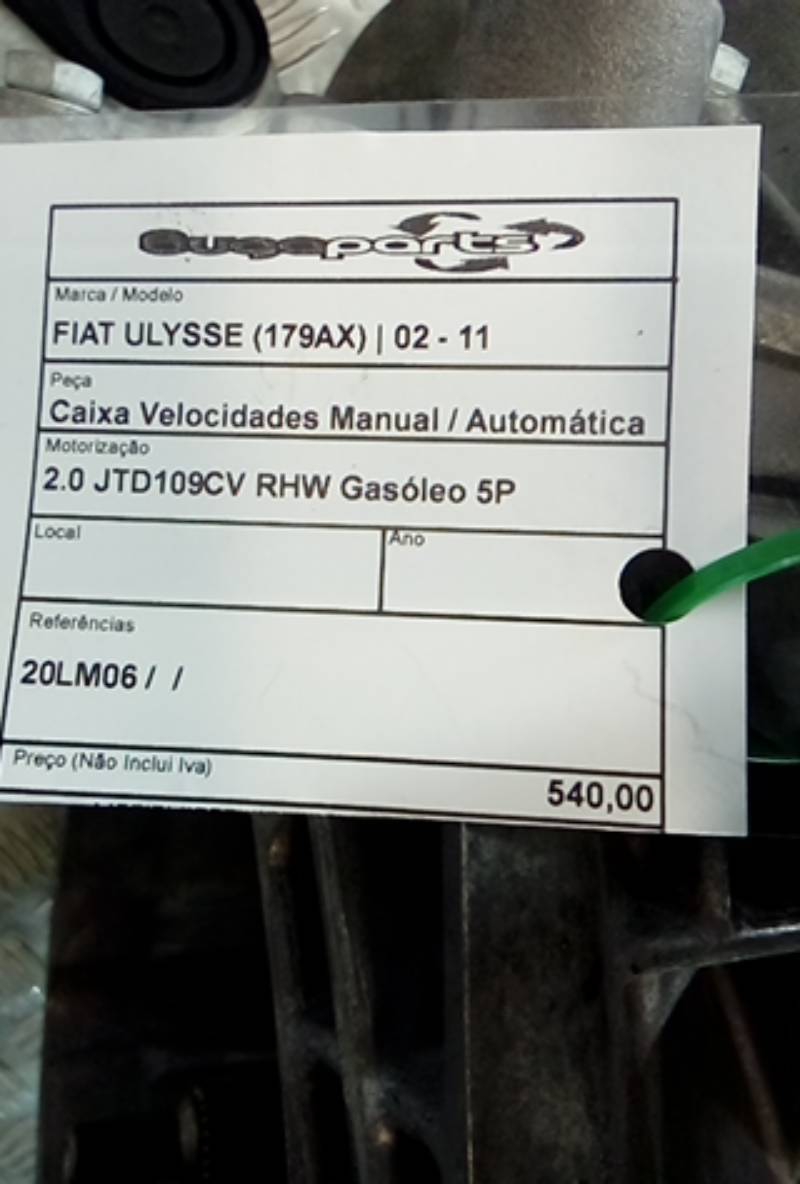 Ougaparts
Marca / Modelo
FIAT ULYSSE (179AX) | 02 - 11
Peça
Caixa Velocidades Manual / Automática
Motorização
2.0 JTD109CV RHW Gasóleo 5P
Local
Ano
Referências
20LM06 / /
Preço (Não Inclui Iva)
540,00